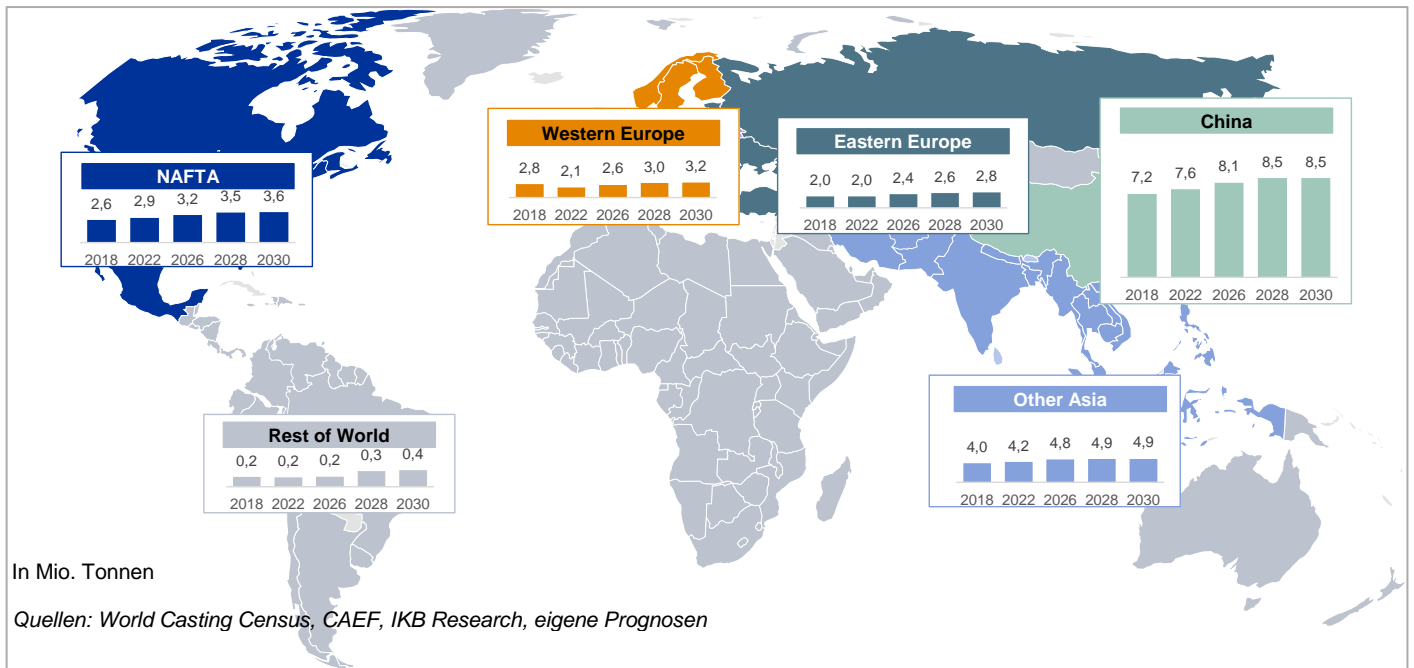 NAFTA
2,6 2,9 3,2 3,5 3,6
2018 2022 2026 2028 2030
Western Europe
2,8 2,1 2,6 3,0 3,2
2018 2022 2026 2028 2030
Eastern Europe
2,0 2,0 2,4 2,6 2,8
2018 2022 2026 2028 2030
China
7,2 7,6 8,1 8,5 8,5
2018 2022 2026 2028 2030
Other Asia
4,0 4,2 4,8 4,9 4,9
2018 2022 2026 2028 2030
Rest of World
0,2 0,2 0,2 0,3 0,4
2018 2022 2026 2028 2030
In Mio. Tonnen
Quellen: World Casting Census, CAEF, IKB Research, eigene Prognosen